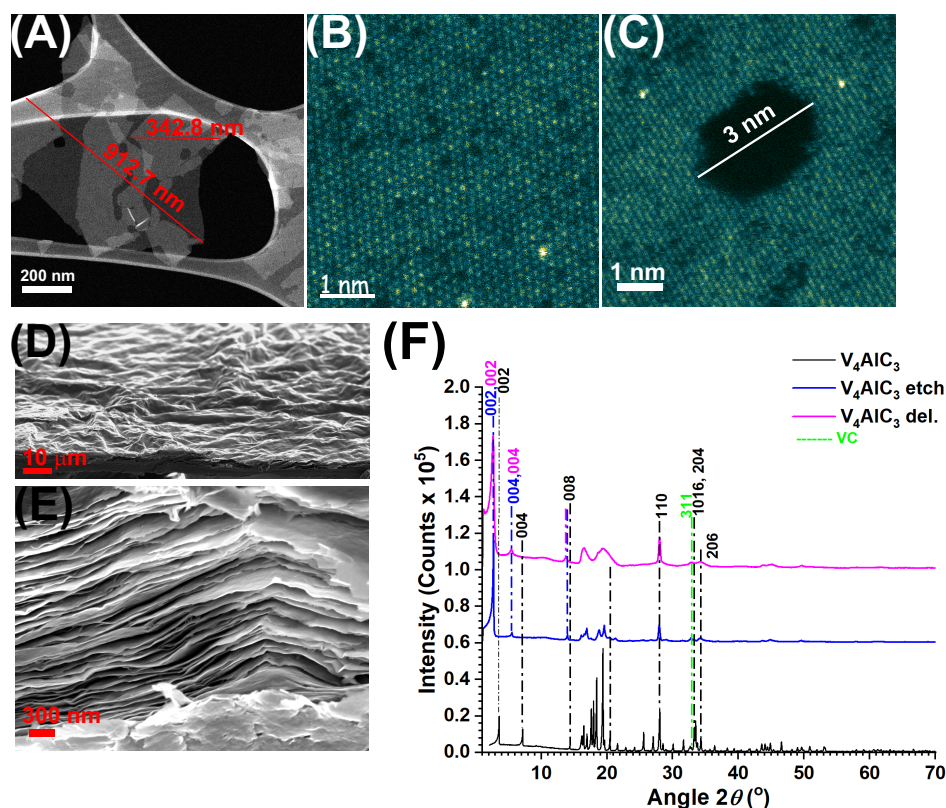 (A)
342.8 nm
912.7 nm
200 nm
(B)
1 nm
(C)
3 nm
1 nm
(D)
10 μm
(E)
300 nm
(F)
V₄AlC₃
V₄AlC₃ etch
V₄AlC₃ del.
VC
002,002
002
004,004
004
008
110
311
1016, 204
206
Intensity (Counts x 10⁵)
2.0
1.8
1.6
1.4
1.2
1.0
0.8
0.6
0.4
0.2
0.0
10 20 30 40 50 60 70
Angle 2θ (°)